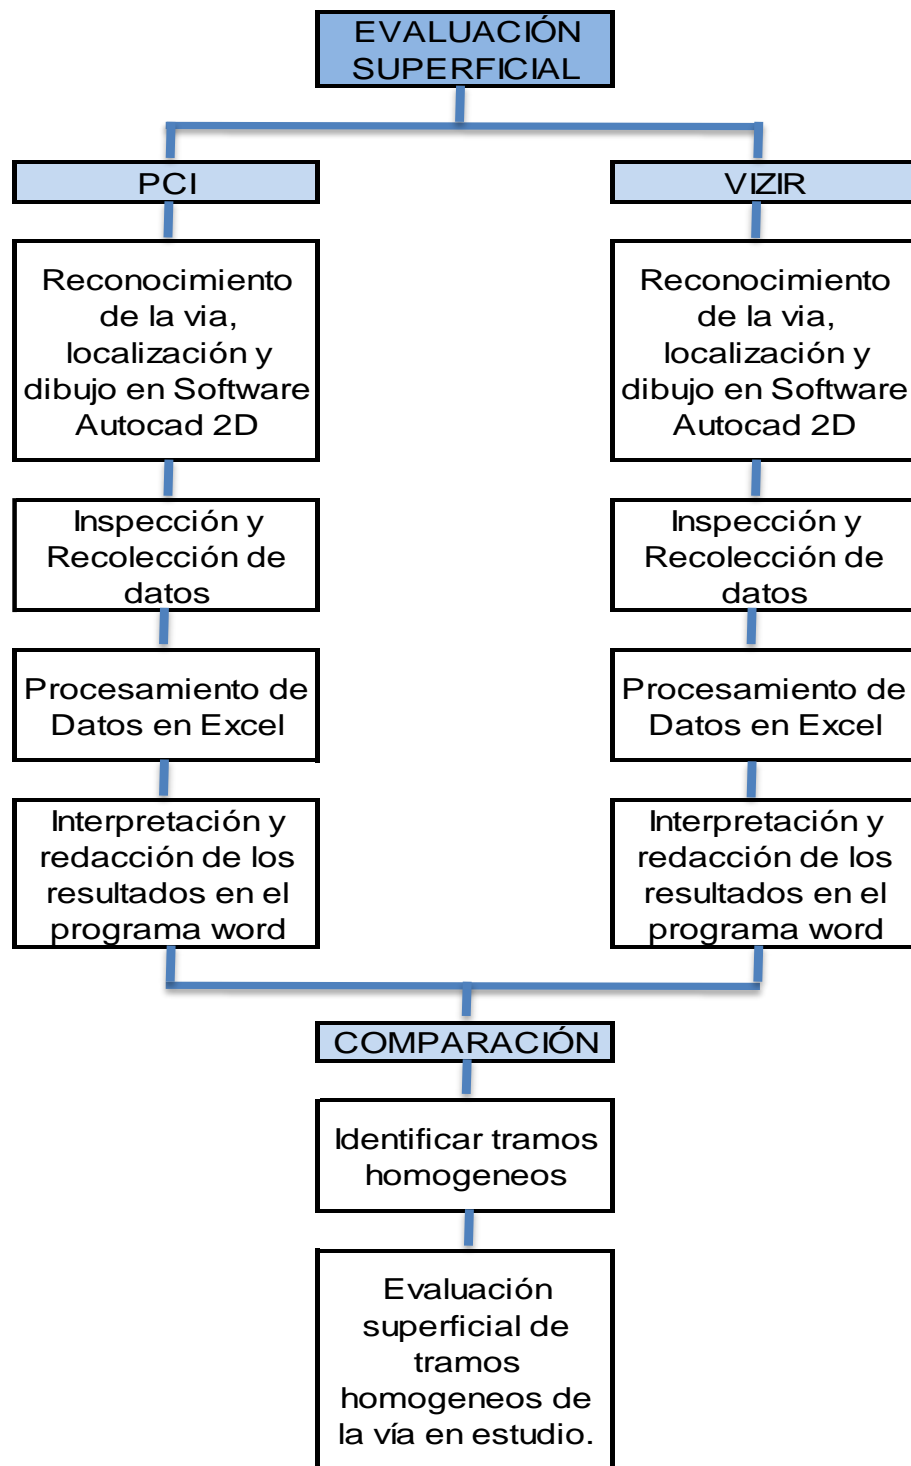 EVALUACIÓN
SUPERFICIAL
PCI
Reconocimiento
de la via,
localización y
dibujo en Software
Autocad 2D
Inspección y
Recolección de
datos
Procesamiento de
Datos en Excel
Interpretación y
redacción de los
resultados en el
programa word
VIZIR
Reconocimiento
de la via,
localización y
dibujo en Software
Autocad 2D
Inspección y
Recolección de
datos
Procesamiento de
Datos en Excel
Interpretación y
redacción de los
resultados en el
programa word
COMPARACIÓN
Identificar tramos
homogeneos
Evaluación
superficial de
tramos
homogeneos de
la vía en estudio.